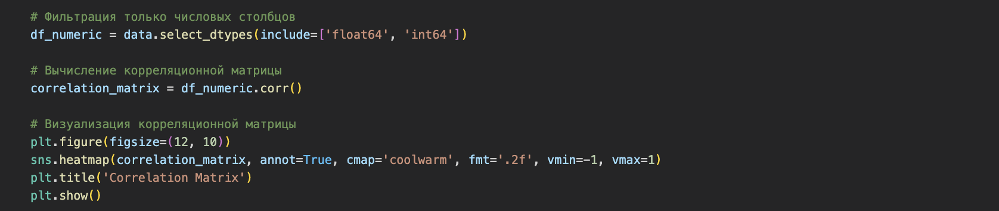 # Фильтрация только числовых столбцов
df_numeric = data.select_dtypes(include=['float64', 'int64'])
# Вычисление корреляционной матрицы
correlation_matrix = df_numeric.corr()
# Визуализация корреляционной матрицы
plt.figure(figsize=(12, 10))
sns.heatmap(correlation_matrix, annot=True, cmap='coolwarm', fmt='.2f', vmin=-1, vmax=1)
plt.title('Correlation Matrix')
plt.show()